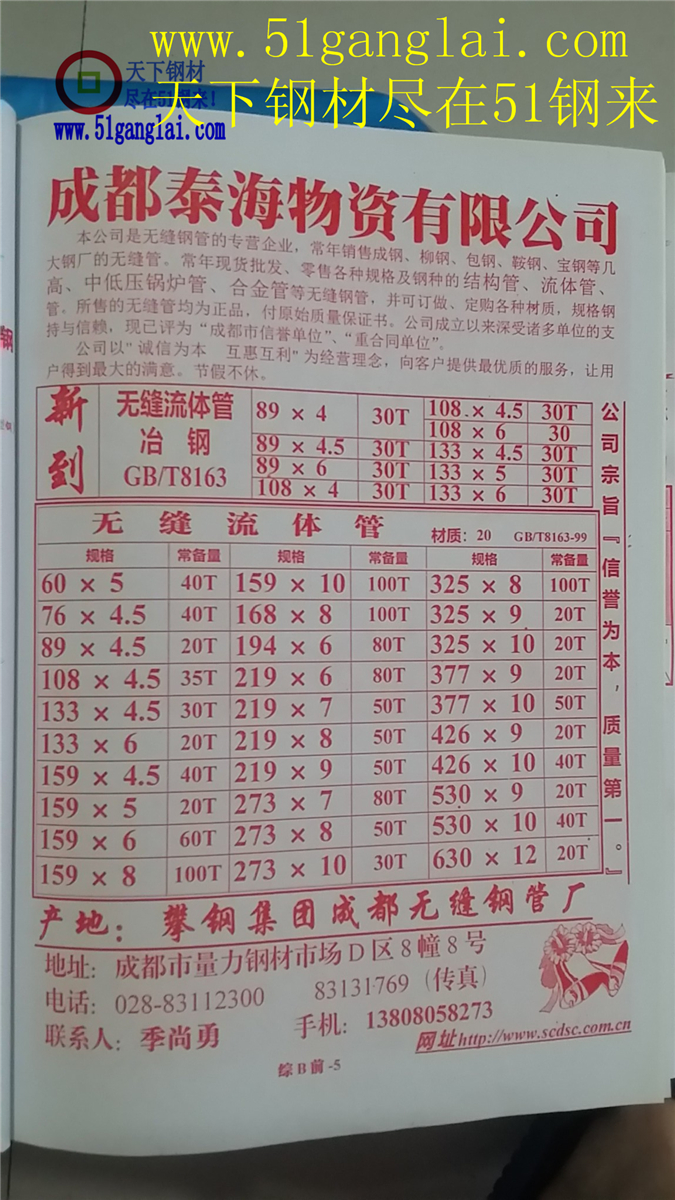 www.51ganglai.com
天下钢材尽在51钢来
天下钢材
尽在51钢来!
www.51ganglai.com
成都泰海物资有限公司
本公司是无缝钢管的专营企业，常年销售成钢、柳钢、包钢、鞍钢、宝钢等几
大钢厂的无缝管。常年现货批发、零售各种规格及钢种的结构管、流体管、
高、中低压锅炉管、合金管等无缝钢管，并可订做、定购各种材质，规格钢
管。所售的无缝管均为正品，付原始质量保证书。公司成立以来深受诸多单位的支
持与信赖，现已评为“成都市信誉单位”、“重合同单位”。
公司以"诚信为本 互惠互利"为经营理念，向客户提供最优质的服务，让用
户得到最大的满意。节假不休。
新到
无缝流体管
冶 钢
GB/T8163
89 × 4 30T 108 × 4.5 30T
108 × 6 30
89 × 4.5 30T 133 × 4.5 30T
89 × 6 30T 133 × 5 30T
108 × 4 30T 133 × 6 30T
公司宗旨『信誉为本，质量第一。』
无缝流体管 材质：20 GB/T8163-99
规格 常备量 规格 常备量 规格 常备量
60 × 5 40T 159 × 10 100T 325 × 8 100T
76 × 4.5 40T 168 × 8 100T 325 × 9 20T
89 × 4.5 20T 194 × 6 80T 325 × 10 20T
108 × 4.5 35T 219 × 6 80T 377 × 9 20T
133 × 4.5 30T 219 × 7 50T 377 × 10 50T
133 × 6 20T 219 × 8 50T 426 × 9 20T
159 × 4.5 40T 219 × 9 50T 426 × 10 40T
159 × 5 20T 273 × 7 80T 530 × 9 20T
159 × 6 60T 273 × 8 50T 530 × 10 40T
159 × 8 100T 273 × 10 30T 630 × 12 20T
产地：攀钢集团成都无缝钢管厂
地址：成都市量力钢材市场D区8幢8号
电话：028-83112300 83131769（传真）
联系人：季尚勇 手机：13808058273
网址http://www.scdsc.com.cn
综B前-5